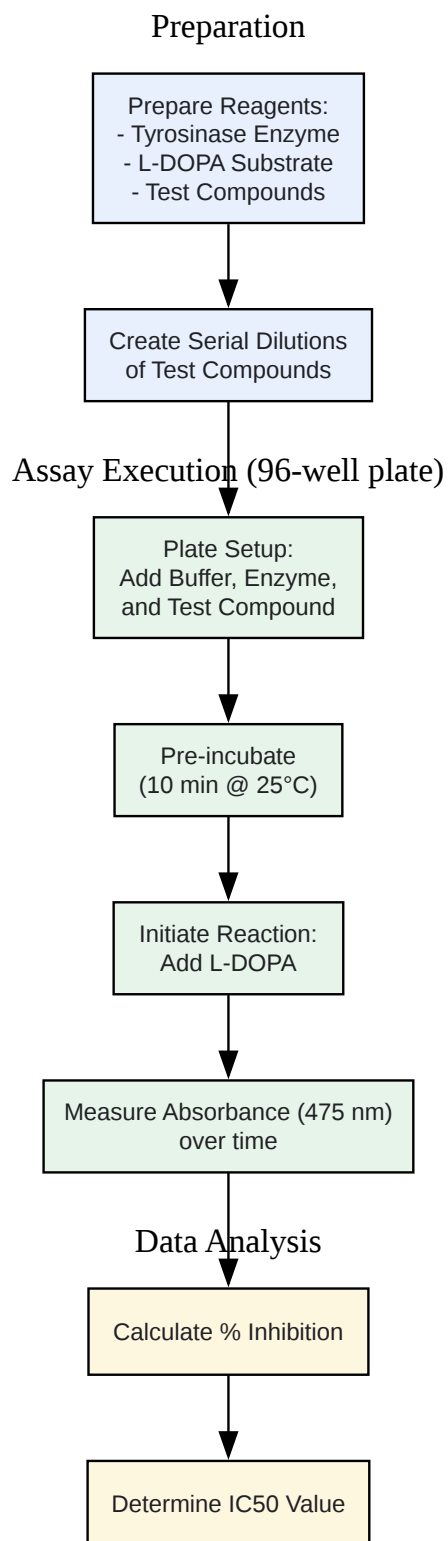 Preparation
Prepare Reagents:
- Tyrosinase Enzyme
- L-DOPA Substrate
- Test Compounds
Create Serial Dilutions
of Test Compounds
Assay Execution (96-well plate)
Plate Setup:
Add Buffer, Enzyme,
and Test Compound
Pre-incubate
(10 min @ 25°C)
Initiate Reaction:
Add L-DOPA
Measure Absorbance (475 nm)
over time
Data Analysis
Calculate % Inhibition
Determine IC50 Value